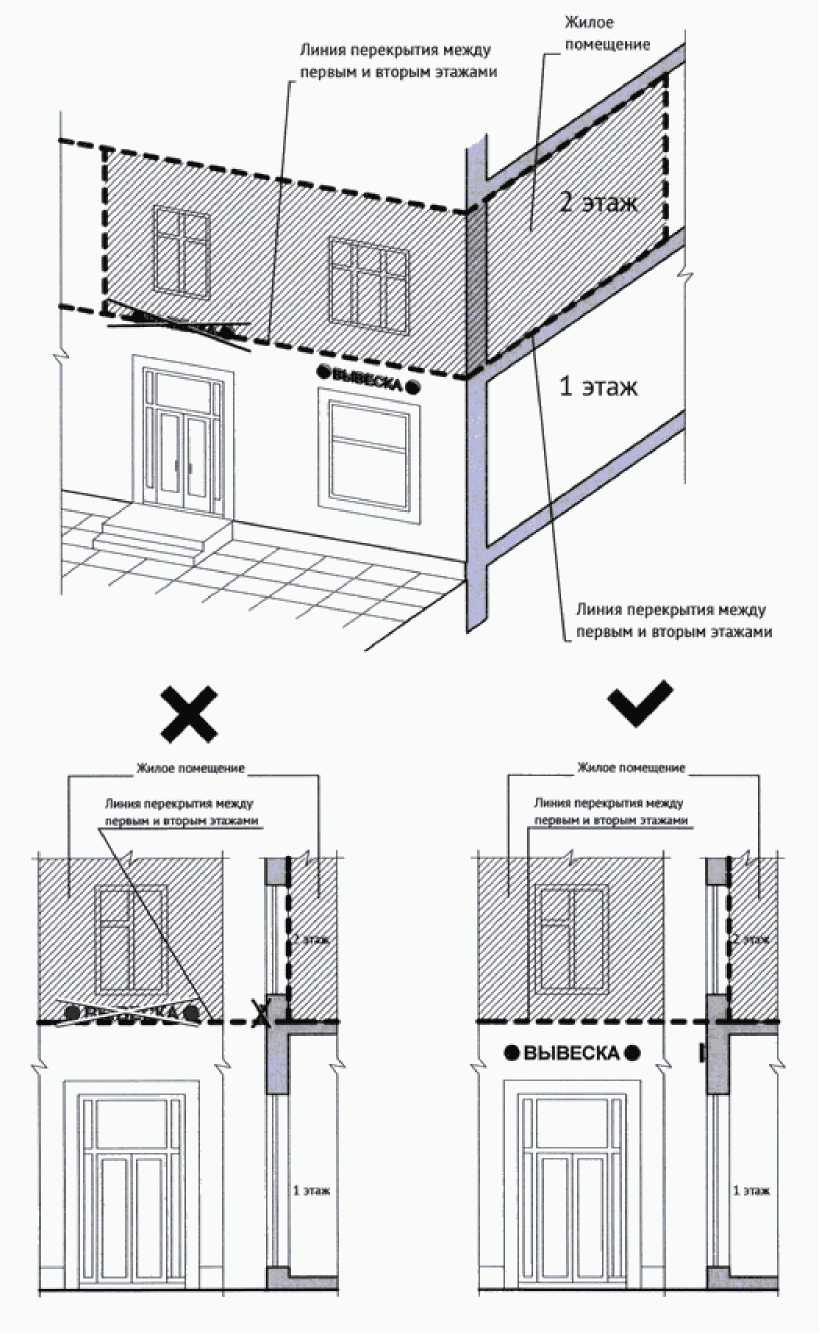 Жилое
помещение
Линия перекрытия между
первым и вторым этажами
2 этаж
ВЫВЕСКА
1 этаж
Линия перекрытия между
первым и вторым этажами
Жилое помещение
Линия перекрытия между
первым и вторым этажами
2 этаж
ВЫВЕСКА
1 этаж
Жилое помещение
Линия перекрытия между
первым и вторым этажами
2 этаж
ВЫВЕСКА
1 этаж